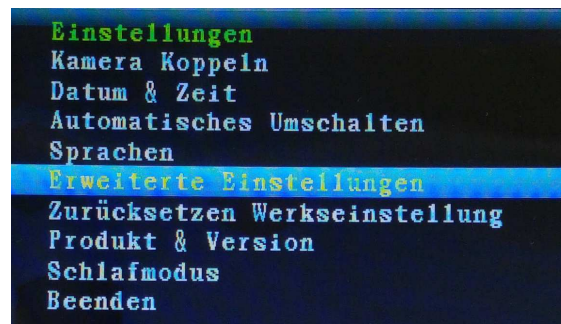 Einstellungen
Kamera Koppeln
Datum & Zeit
Automatisches Umschalten
Sprachen
Erweiterte Einstellungen
Zurücksetzen Werkseinstellung
Produkt & Version
Schlafmodus
Beenden